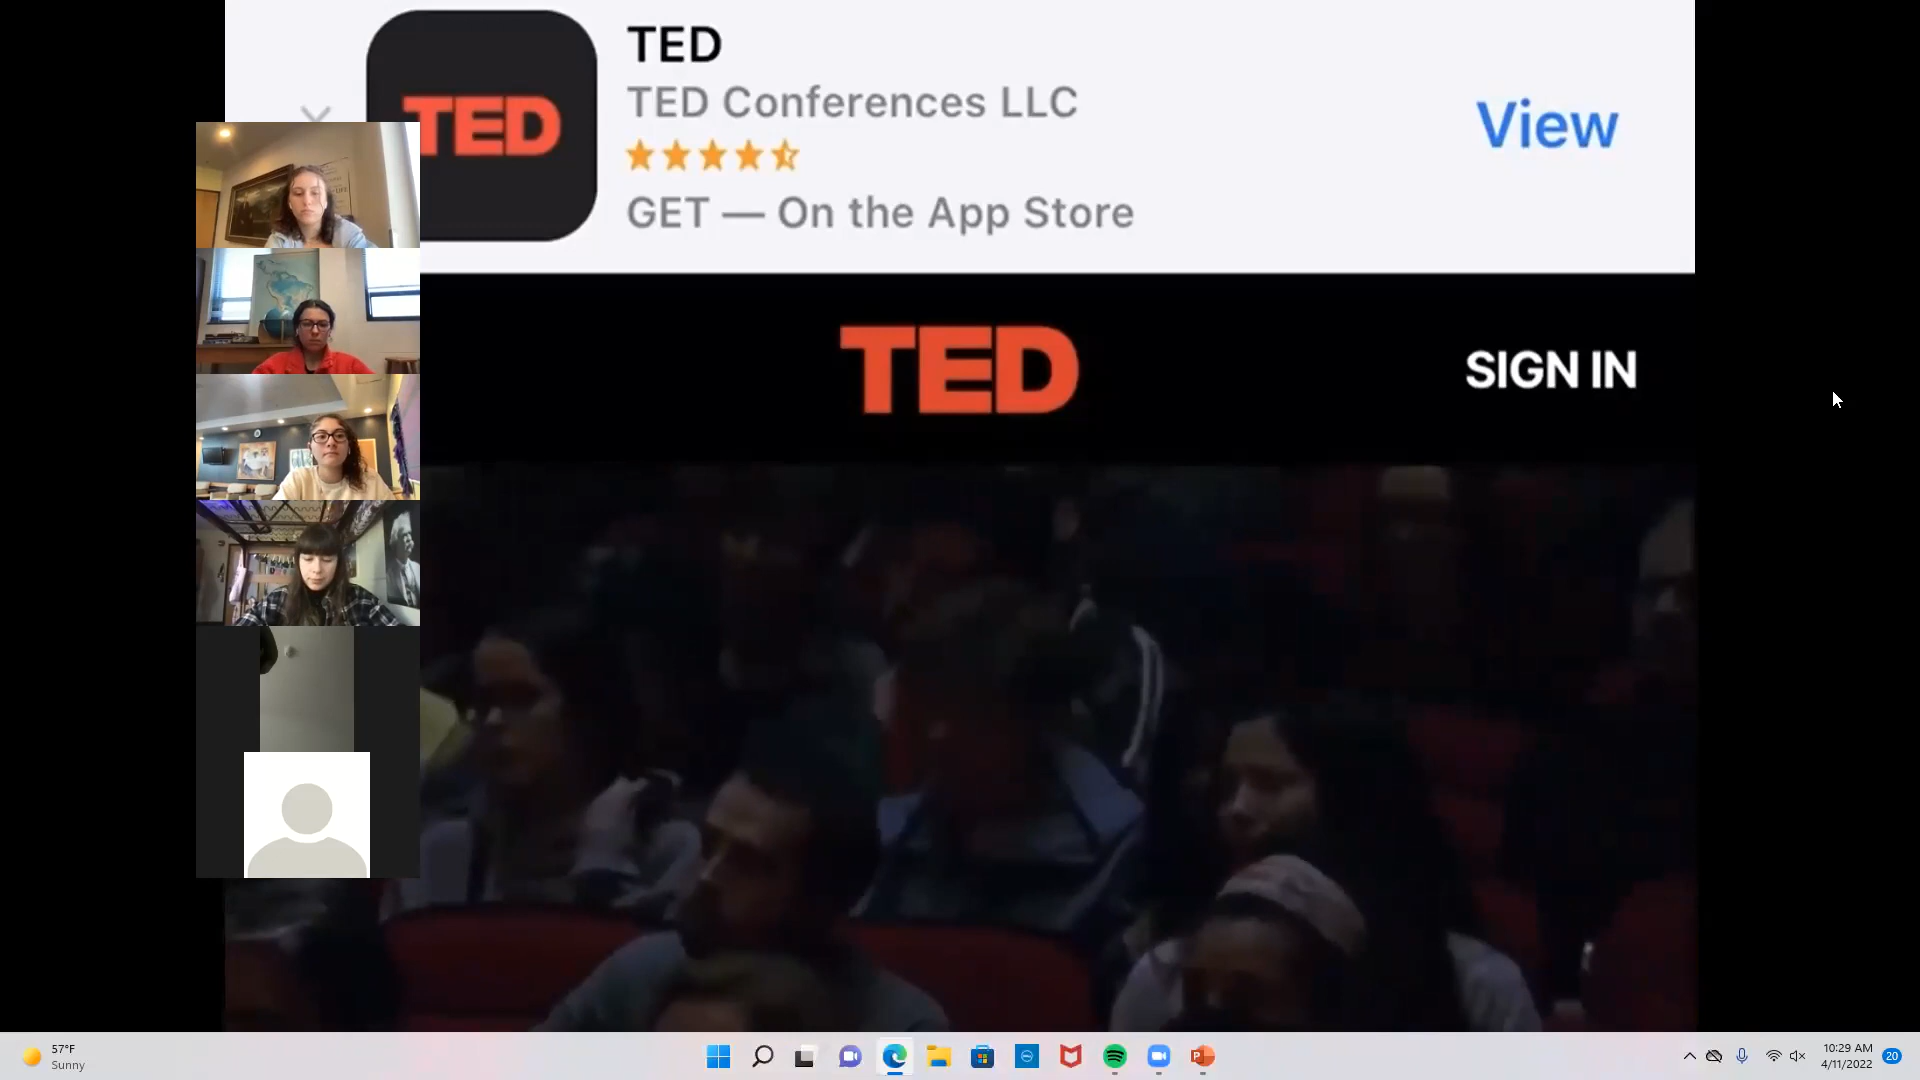 TED
TED Conferences LLC
TED
View
GET — On the App Store
TED
SIGN IN
57°F
Sunny
10:29 AM
4/11/2022
20